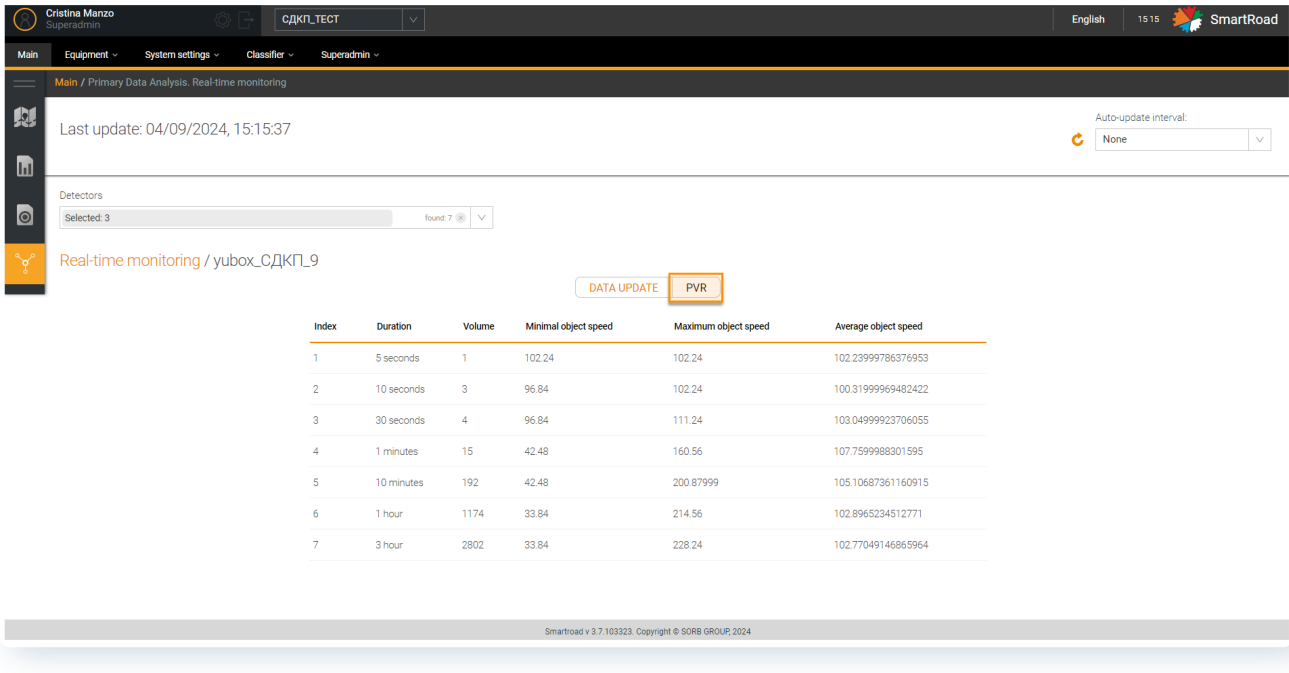 Cristina Manzo
Superadmin
СДКП_ТЕСТ
English 15 15 SmartRoad
Main Equipment System settings Classifier Superadmin
Main / Primary Data Analysis. Real-time monitoring
Last update: 04/09/2024, 15:15:37
Auto-update interval:
None
Detectors
Selected: 3 found: 7
Real-time monitoring / yubox_СДКП_9
DATA UPDATE PVR
Index Duration Volume Minimal object speed Maximum object speed Average object speed
1 5 seconds 1 102.24 102.24 102.23999786376953
2 10 seconds 3 96.84 102.24 100.31999969482422
3 30 seconds 4 96.84 111.24 103.04999923706055
4 1 minutes 15 42.48 160.56 107.7599988301595
5 10 minutes 192 42.48 200.87999 105.10687361160915
6 1 hour 1174 33.84 214.56 102.8965234512771
7 3 hour 2802 33.84 228.24 102.77049146865964
Smartroad v 3.7.103323. Copyright © SORB GROUP, 2024